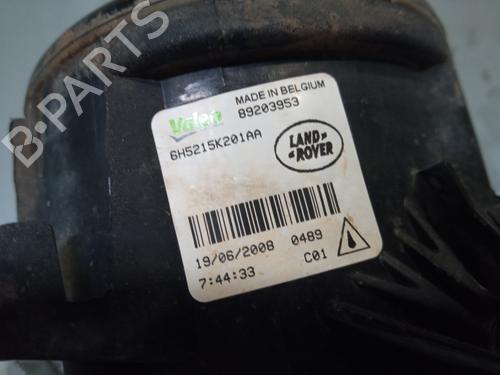 B-PARTS
MADE IN BELGIUM
Valeo 89203953
6H5215K201AA
LAND-
-ROVER
19/06/2008 0489
7:44:33 C01